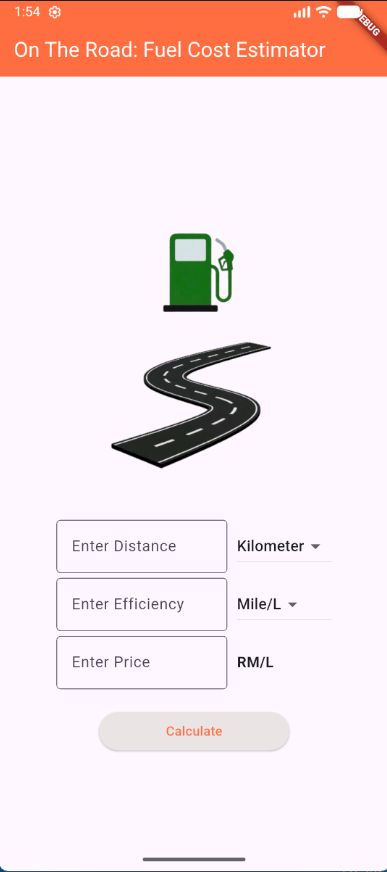 1:54
DEBUG
On The Road: Fuel Cost Estimator
Enter Distance
Kilometer
Enter Efficiency
Mile/L
Enter Price
RM/L
Calculate